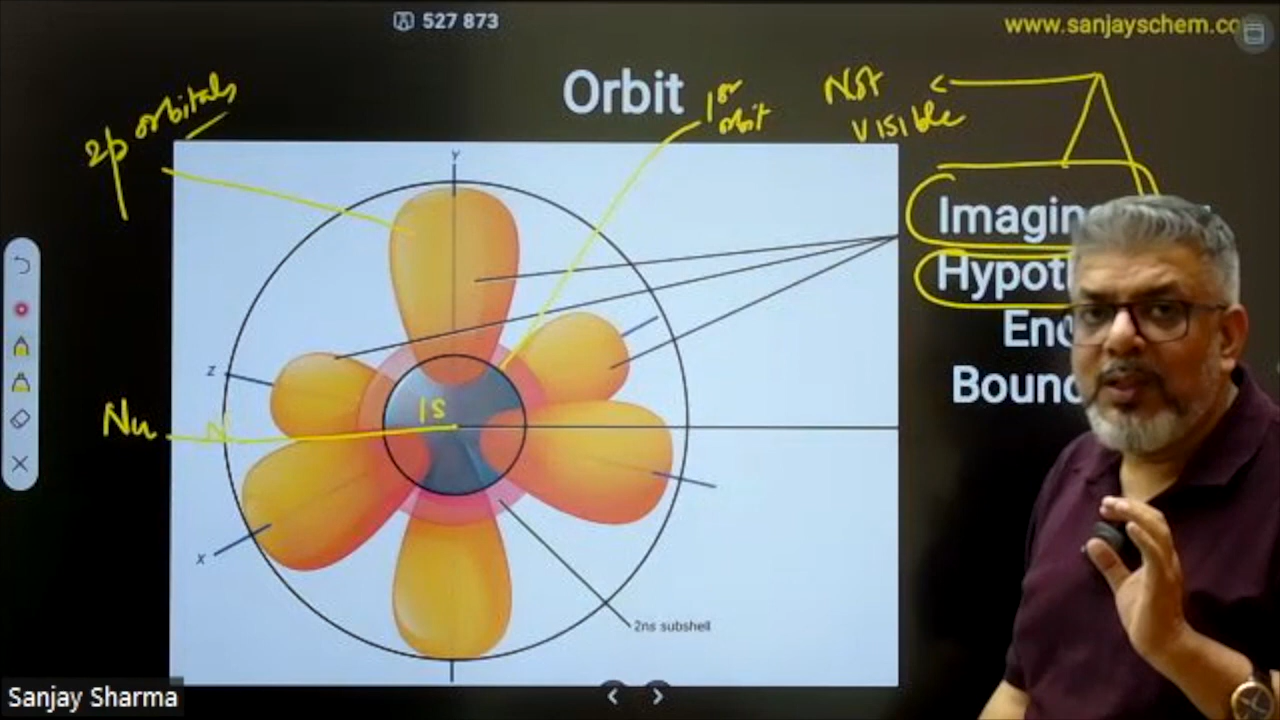 527 873
www.sanjayschem.co
Orbit
2p orbitals
1st orbit
Not
visible
Imagin
Hypot
Bound
Y
Z
X
Nu
1s
2ns subshell
Sanjay Sharma